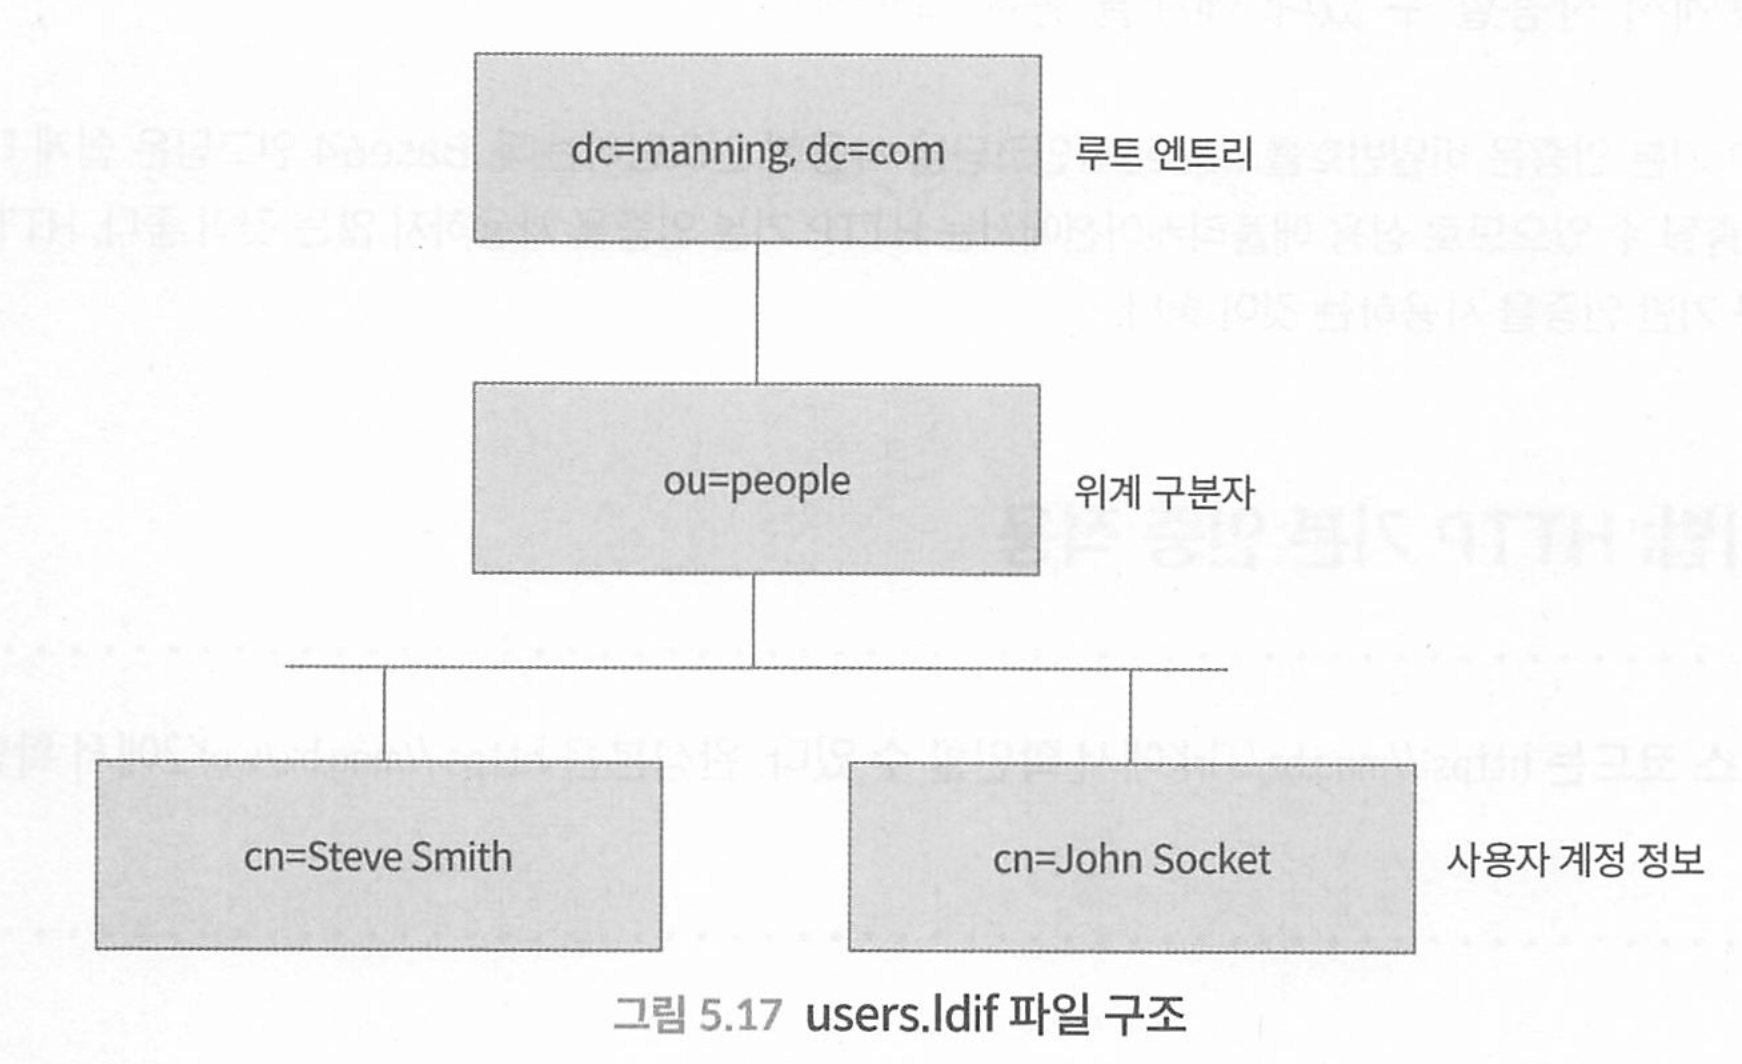 dc=manning, dc=com
루트 엔트리
ou=people
위계 구분자
cn=Steve Smith
cn=John Socket
사용자 계정 정보
그림 5.17 users.ldif 파일 구조